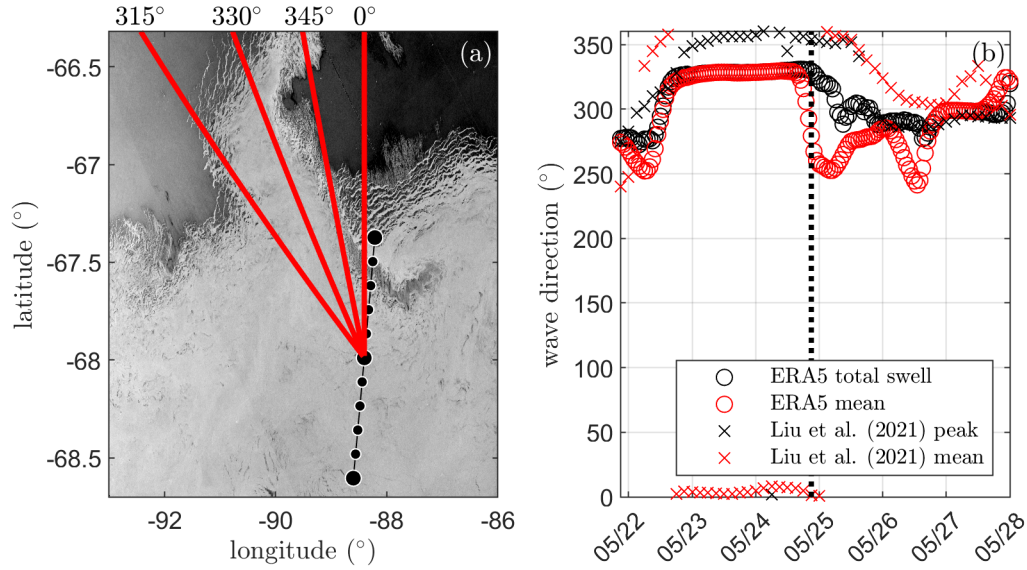 315° 330° 345° 0°
(a)
-66.5
-67
-67.5
-68
-68.5
latitude (°)
-92 -90 -88 -86
longitude (°)
(b)
350
300
250
200
150
100
50
0
wave direction (°)
ERA5 total swell
ERA5 mean
Liu et al. (2021) peak
Liu et al. (2021) mean
05/22 05/23 05/24 05/25 05/26 05/27 05/28